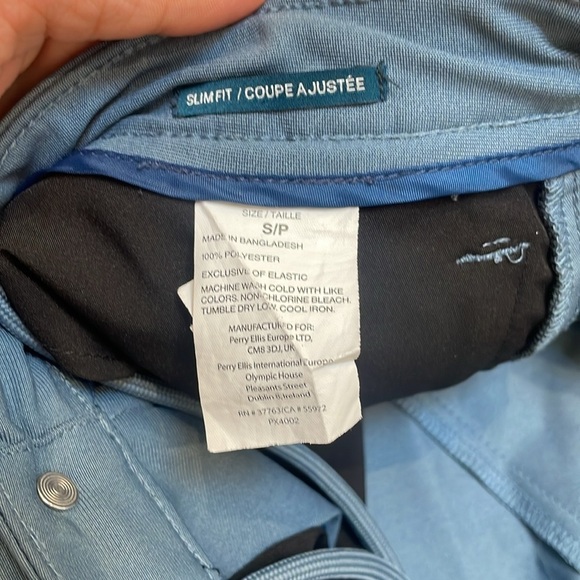 SLIM FIT / COUPE AJUSTÉE
SIZE / TAILLE
S/P
MADE IN BANGLADESH
100% POLYESTER
EXCLUSIVE OF ELASTIC
MACHINE WASH COLD WITH LIKE
COLORS. NON-CHLORINE BLEACH.
TUMBLE DRY LOW. COOL IRON.
MANUFACTURED FOR:
Perry Ellis Europe LTD,
CM8 3DJ, UK
Perry Ellis International Europe
Olympic House
Pleasants Street
Dublin 8, Ireland
RN # 37763/CA # 55972
PX4002